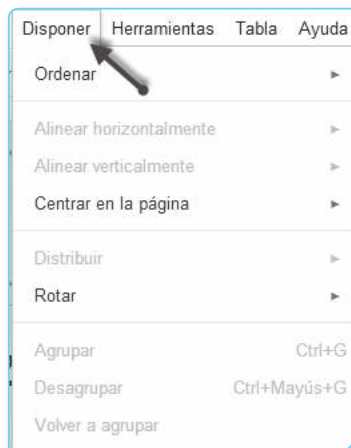 Disponer Herramientas Tabla Ayuda
Ordenar
Alinear horizontalmente
Alinear verticalmente
Centrar en la página
Distribuir
Rotar
Agrupar Ctrl+G
Desagrupar Ctrl+Mayús+G
Volver a agrupar